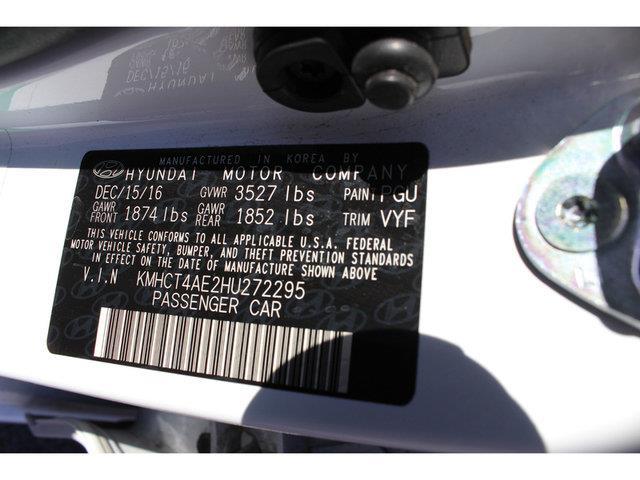 MANUFACTURED IN KOREA BY
HYUNDAI MOTOR COMPANY
DEC/15/16 GVWR 3527 lbs PAINT PGU
GAWR FRONT 1874 lbs GAWR REAR 1852 lbs TRIM VYF
THIS VEHICLE CONFORMS TO ALL APPLICABLE U.S.A. FEDERAL
MOTOR VEHICLE SAFETY, BUMPER, AND THEFT PREVENTION STANDARDS
IN EFFECT ON THE DATE OF MANUFACTURE SHOWN ABOVE
V.I.N KMHCT4AE2HU272295
PASSENGER CAR